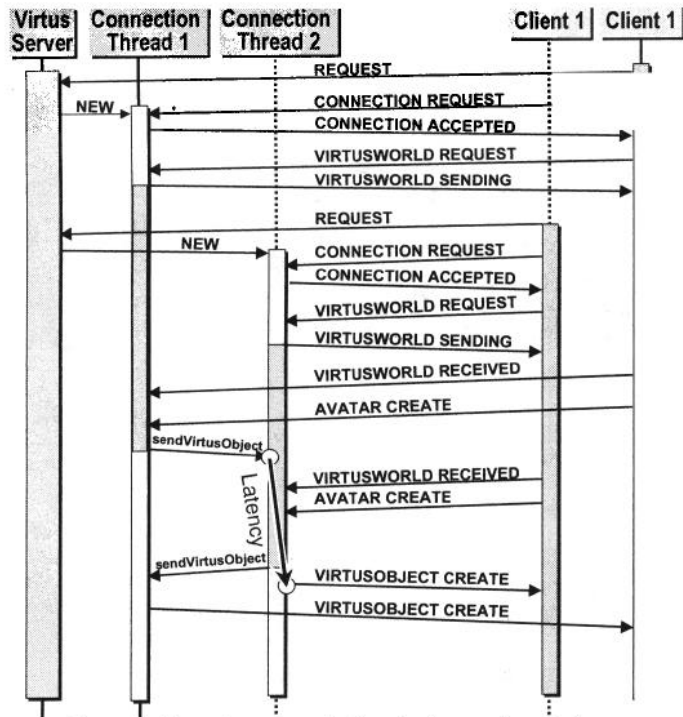 Virtus Server
Connection Thread 1
Connection Thread 2
Client 1
Client 1
REQUEST
NEW
CONNECTION REQUEST
CONNECTION ACCEPTED
VIRTUSWORLD REQUEST
VIRTUSWORLD SENDING
REQUEST
NEW
CONNECTION REQUEST
CONNECTION ACCEPTED
VIRTUSWORLD REQUEST
VIRTUSWORLD SENDING
VIRTUSWORLD RECEIVED
AVATAR CREATE
sendVirtusObject
Latency
VIRTUSWORLD RECEIVED
AVATAR CREATE
sendVirtusObject
VIRTUSOBJECT CREATE
VIRTUSOBJECT CREATE